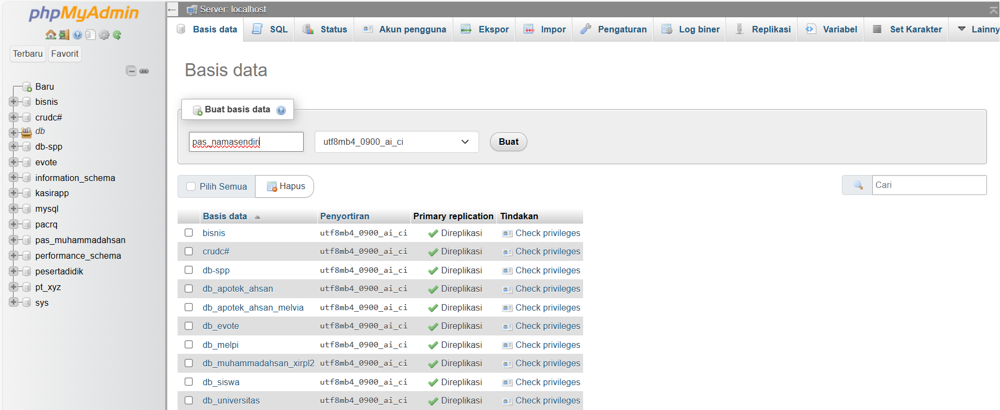 phpMyAdmin
Terbaru Favorit
Baru
bisnis
crudc#
db
db-spp
evote
information_schema
kasirapp
mysql
pacrq
pas_muhammadahsan
performance_schema
pesertadidik
pt_xyz
sys
Server: localhost
Basis data SQL Status Akun pengguna Ekspor Impor Pengaturan Log biner Replikasi Variabel Set Karakter Lainny
Basis data
Buat basis data
pas_namasendiri utf8mb4_0900_ai_ci Buat
Pilih Semua Hapus Cari
Basis data Penyortiran Primary replication Tindakan
bisnis utf8mb4_0900_ai_ci Direplikasi Check privileges
crudc# utf8mb4_0900_ai_ci Direplikasi Check privileges
db-spp utf8mb4_0900_ai_ci Direplikasi Check privileges
db_apotek_ahsan utf8mb4_0900_ai_ci Direplikasi Check privileges
db_apotek_ahsan_melvia utf8mb4_0900_ai_ci Direplikasi Check privileges
db_evote utf8mb4_0900_ai_ci Direplikasi Check privileges
db_melpi utf8mb4_0900_ai_ci Direplikasi Check privileges
db_muhammadahsan_xirpl2 utf8mb4_0900_ai_ci Direplikasi Check privileges
db_siswa utf8mb4_0900_ai_ci Direplikasi Check privileges
db_universitas utf8mb4_0900_ai_ci Direplikasi Check privileges